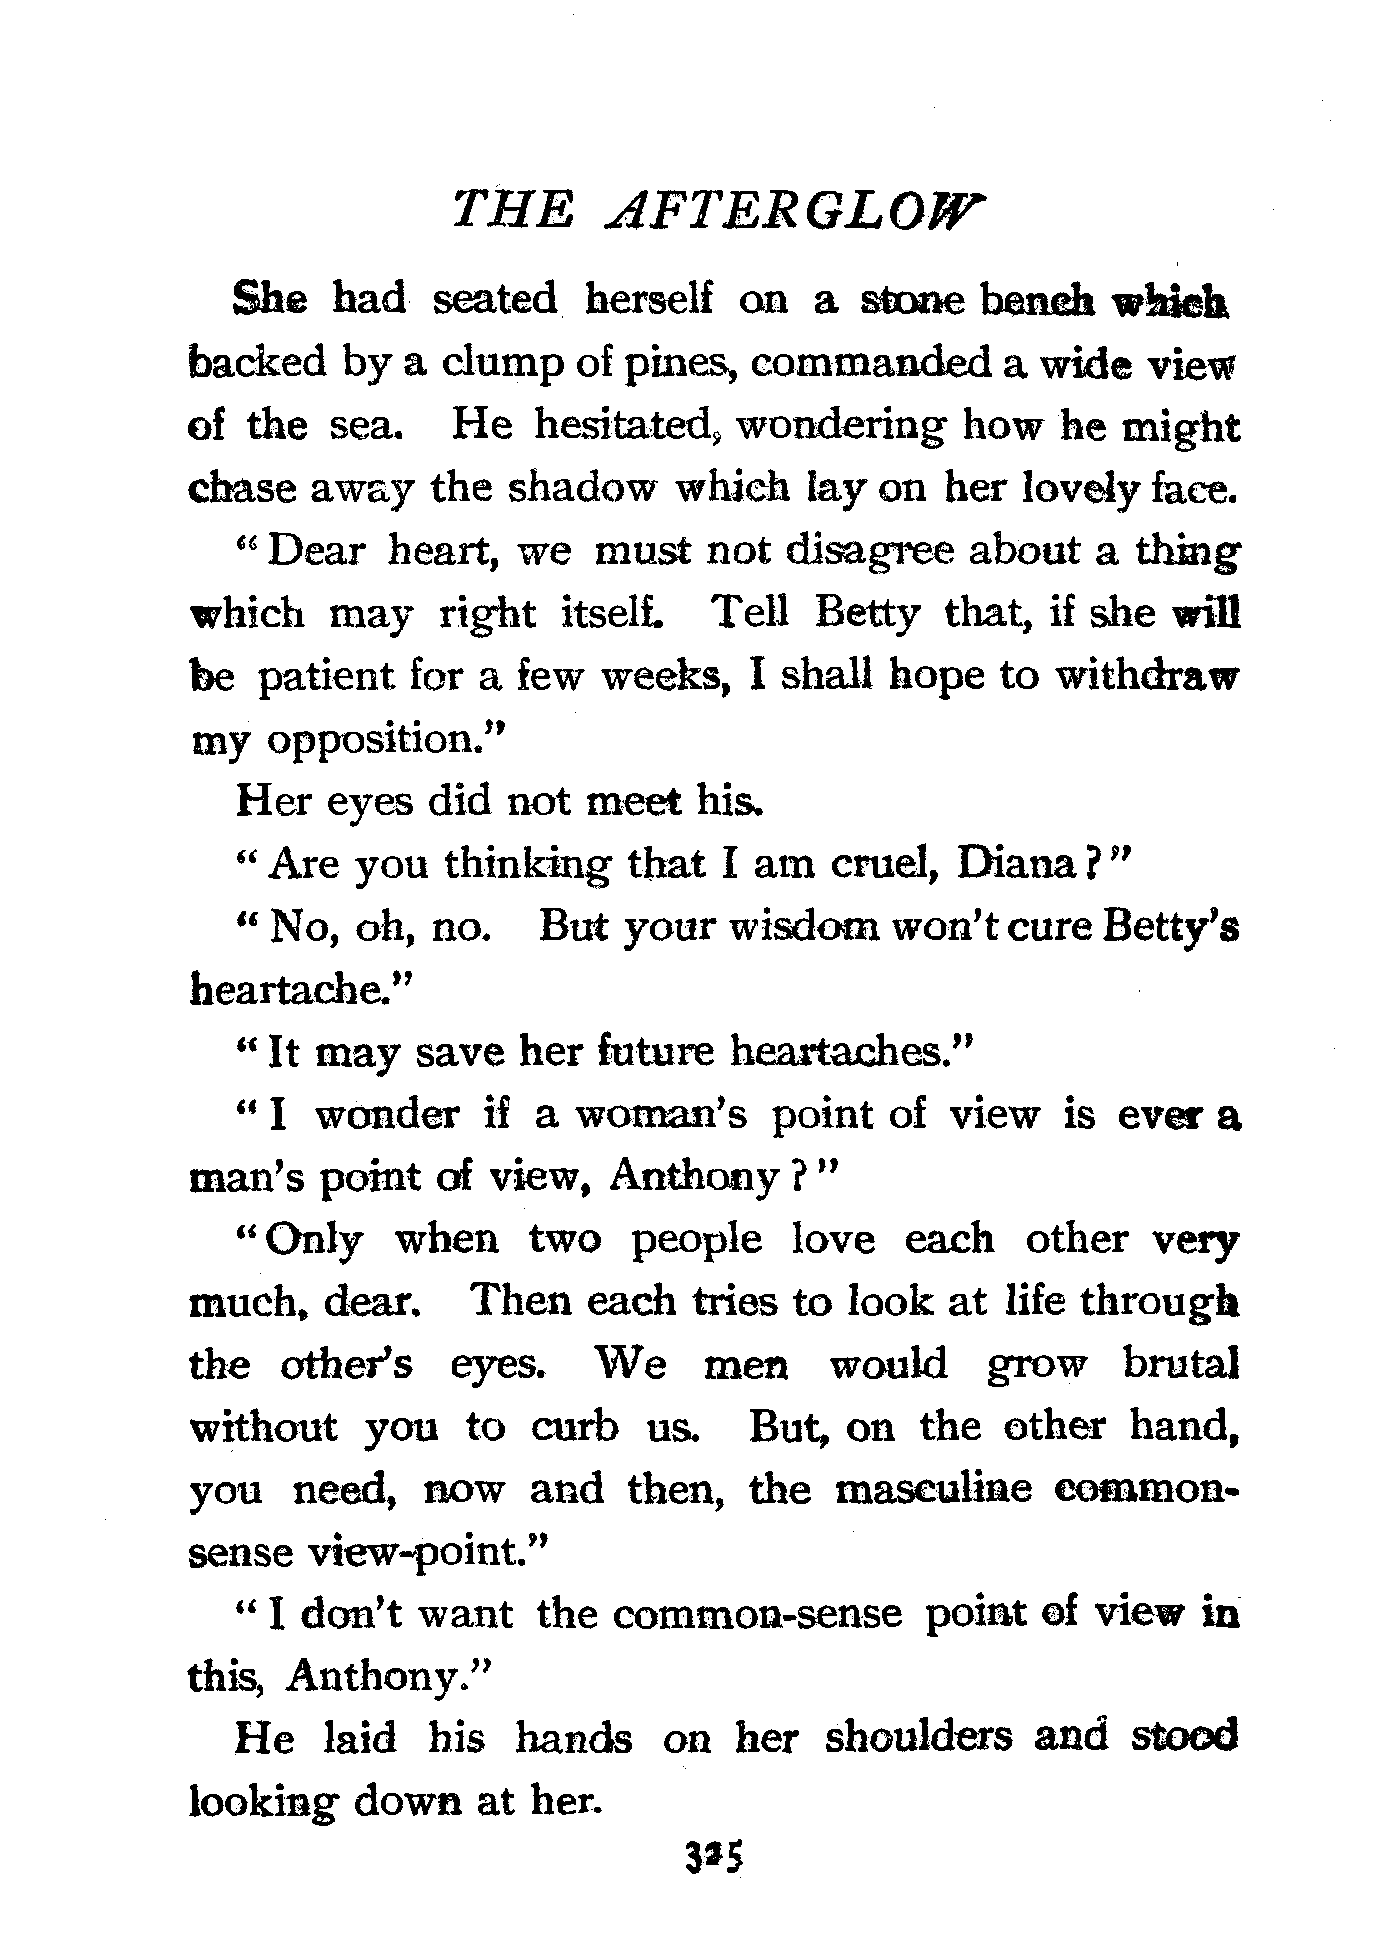 THE AFTERGLOW
She had seated herself on a stone bench which
backed by a clump of pines, commanded a wide view
of the sea. He hesitated, wondering how he might
chase away the shadow which lay on her lovely face.
“Dear heart, we must not disagree about a thing
which may right itself. Tell Betty that, if she will
be patient for a few weeks, I shall hope to withdraw
my opposition.”
Her eyes did not meet his.
“Are you thinking that I am cruel, Diana?”
“No, oh, no. But your wisdom won't cure Betty's
heartache.”
“It may save her future heartaches.”
“I wonder if a woman's point of view is ever a
man's point of view, Anthony?”
“Only when two people love each other very
much, dear. Then each tries to look at life through
the other's eyes. We men would grow brutal
without you to curb us. But, on the other hand,
you need, now and then, the masculine common-
sense view-point.”
“I don't want the common-sense point of view in
this, Anthony.”
He laid his hands on her shoulders and stood
looking down at her.
325